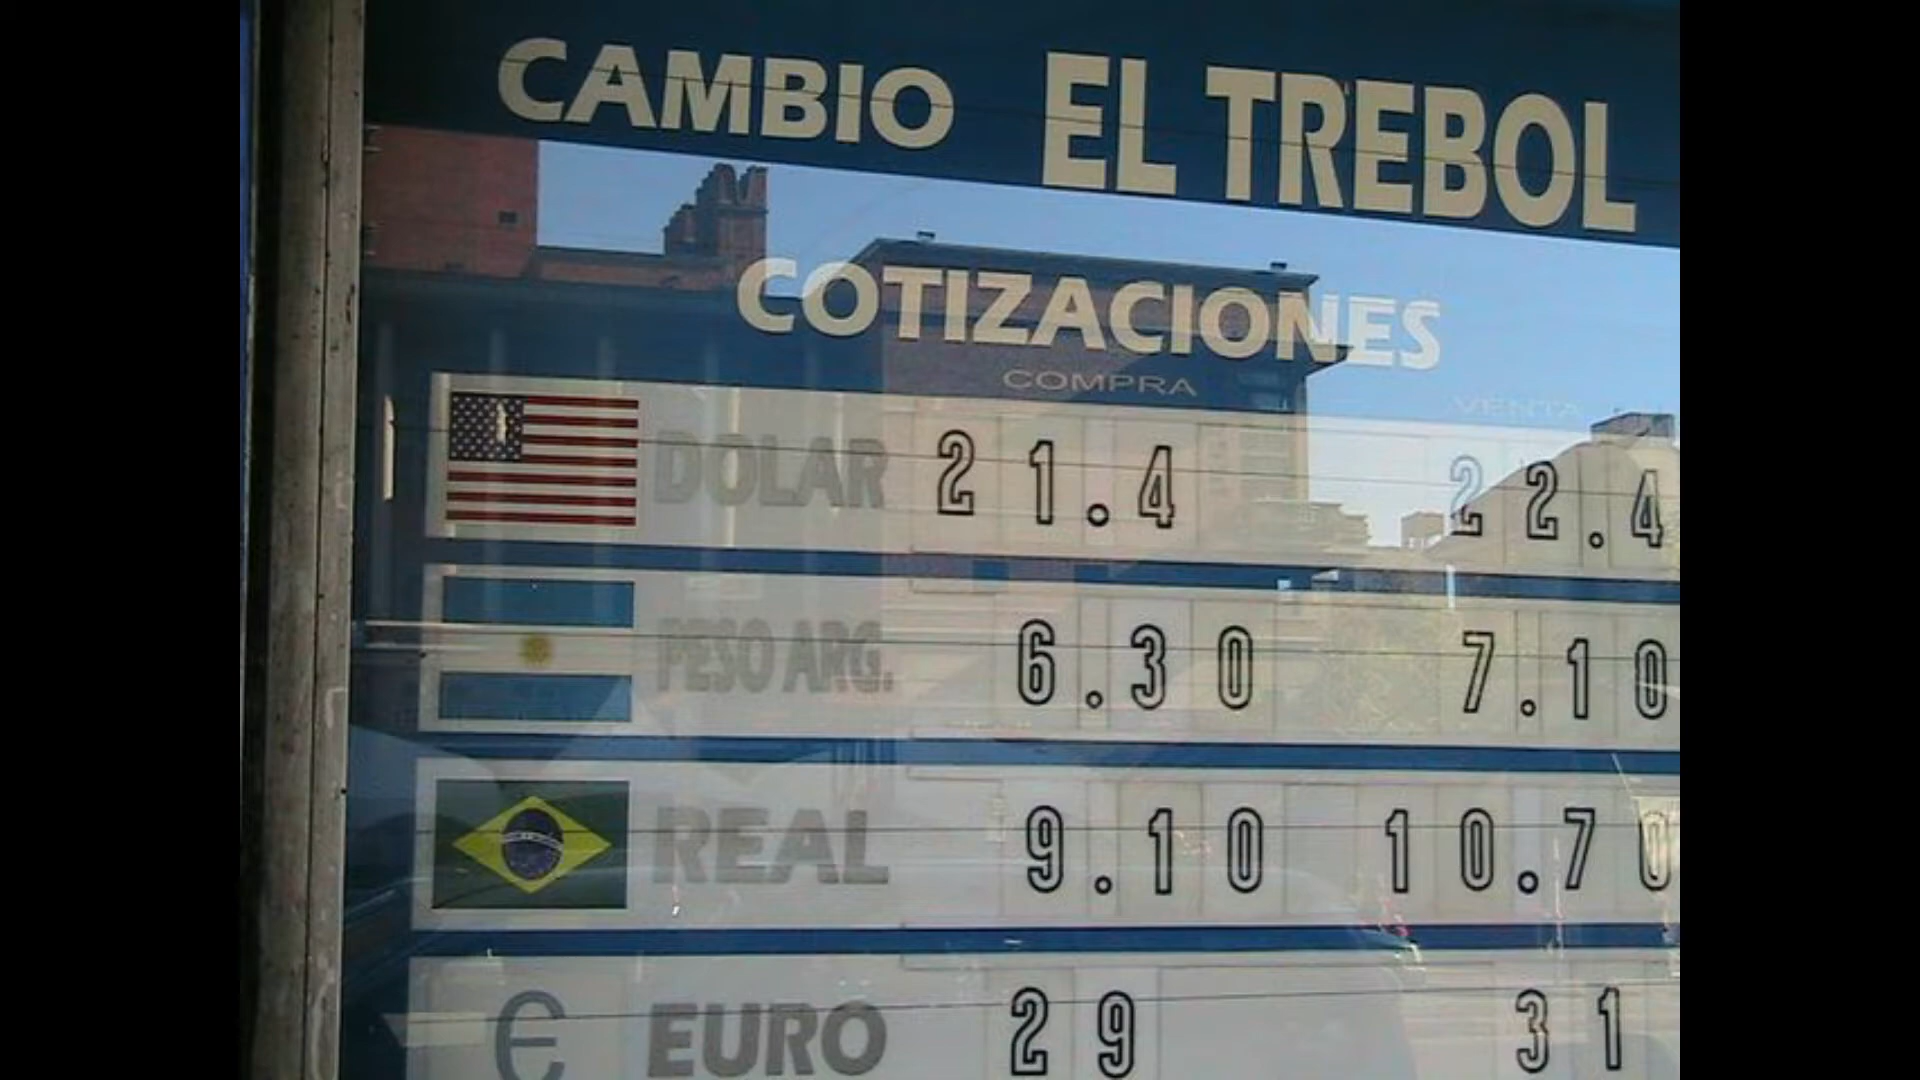 CAMBIO EL TREBOL
COTIZACIONES
COMPRA VENTA
DOLAR 21.4 22.4
PESO ARG. 6.30 7.10
REAL 9.10 10.70
€ EURO 29 31